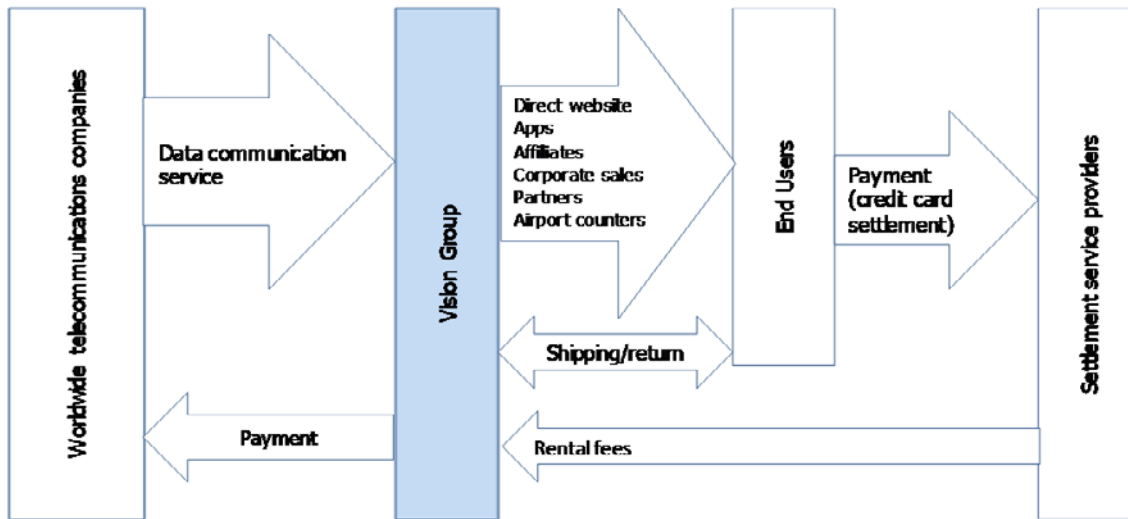 Worldwide telecommunications companies
Data communication
service
Payment
Vision Group
Direct website
Apps
Affiliates
Corporate sales
Partners
Airport counters
Shipping/return
Rental fees
End Users
Payment
(credit card
settlement)
Settlement service providers